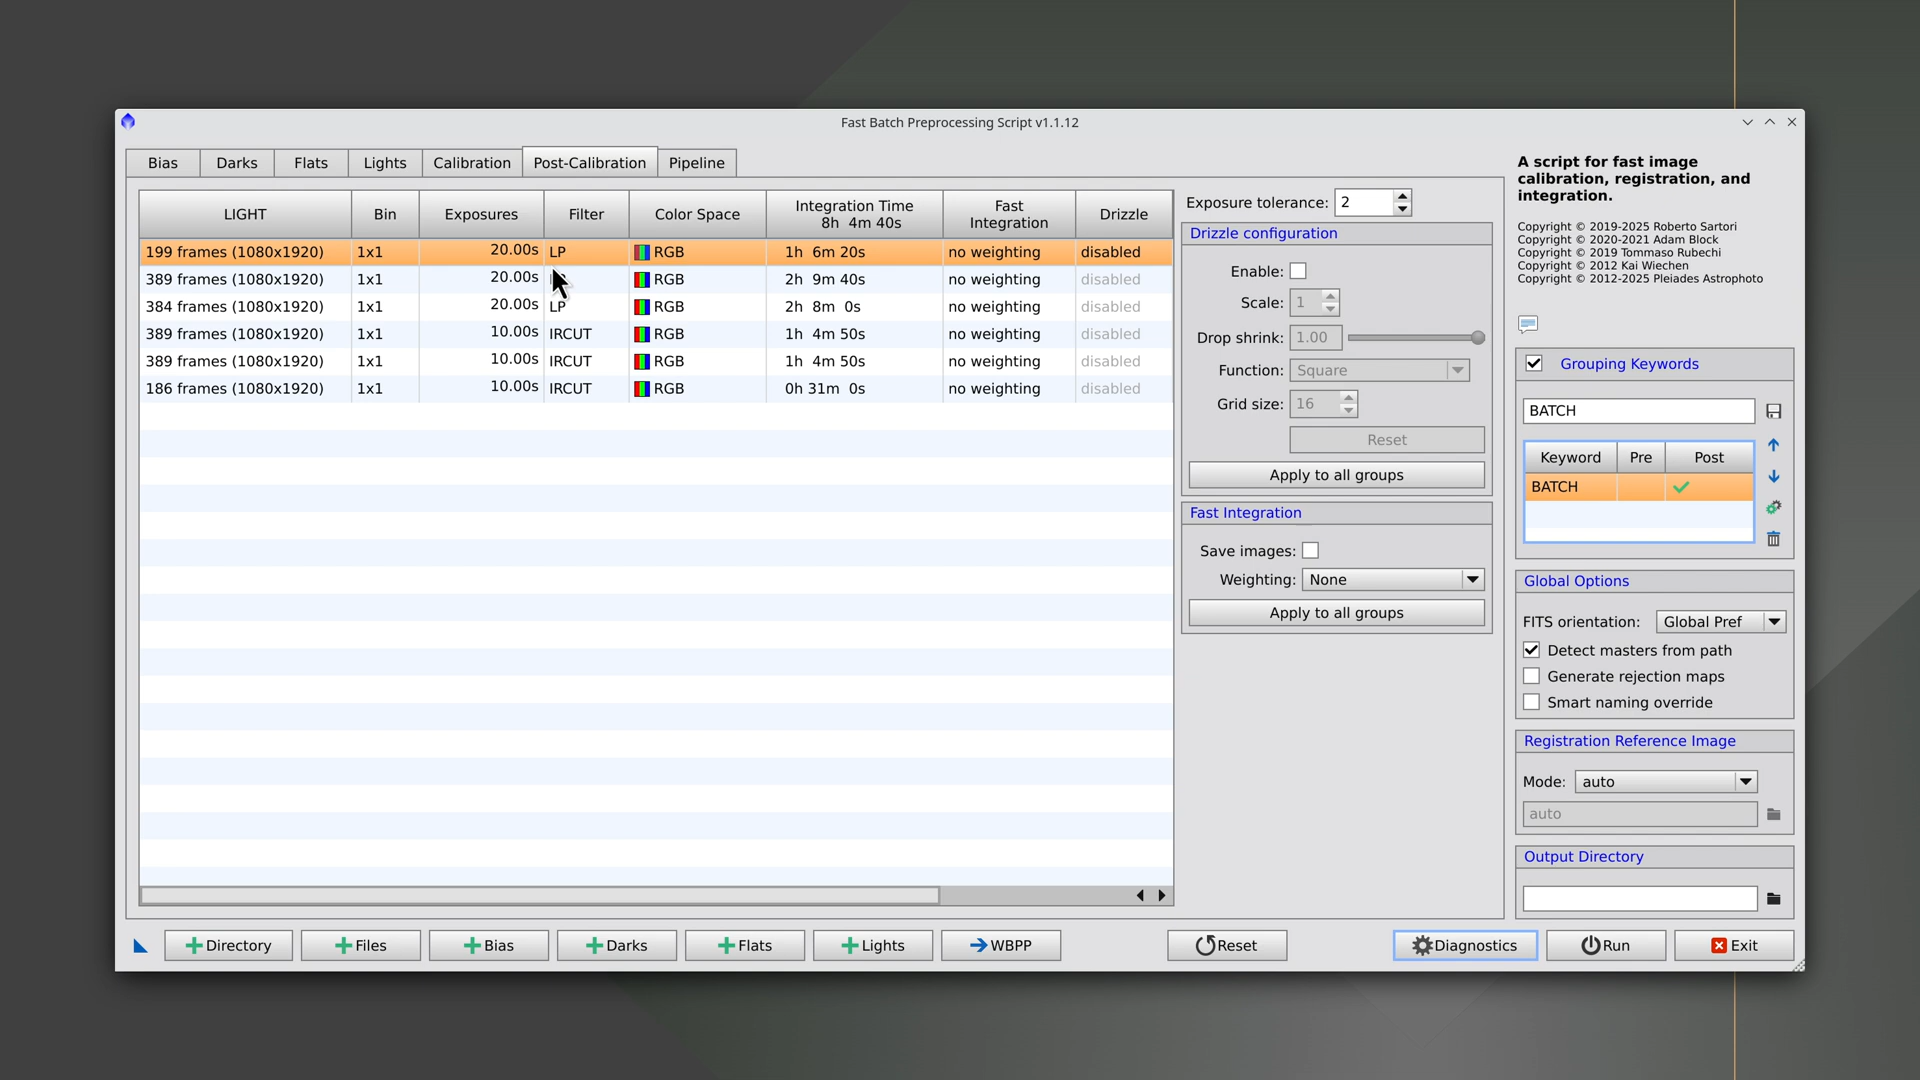 Fast Batch Preprocessing Script v1.1.12
Bias Darks Flats Lights Calibration Post-Calibration Pipeline
LIGHT Bin Exposures Filter Color Space Integration Time 8h 4m 40s Fast Integration Drizzle
199 frames (1080x1920) 1x1 20.00s LP RGB 1h 6m 20s no weighting disabled
389 frames (1080x1920) 1x1 20.00s RGB 2h 9m 40s no weighting disabled
384 frames (1080x1920) 1x1 20.00s LP RGB 2h 8m 0s no weighting disabled
389 frames (1080x1920) 1x1 10.00s IRCUT RGB 1h 4m 50s no weighting disabled
389 frames (1080x1920) 1x1 10.00s IRCUT RGB 1h 4m 50s no weighting disabled
186 frames (1080x1920) 1x1 10.00s IRCUT RGB 0h 31m 0s no weighting disabled
Exposure tolerance: 2
Drizzle configuration
Enable:
Scale: 1
Drop shrink: 1.00
Function: Square
Grid size: 16
Reset
Apply to all groups
Fast Integration
Save images:
Weighting: None
Apply to all groups
A script for fast image
calibration, registration, and
integration.
Copyright © 2019-2025 Roberto Sartori
Copyright © 2020-2021 Adam Block
Copyright © 2019 Tommaso Rubechi
Copyright © 2012 Kai Wiechen
Copyright © 2012-2025 Pleiades Astrophoto
Grouping Keywords
BATCH
Keyword Pre Post
BATCH
Global Options
FITS orientation: Global Pref
Detect masters from path
Generate rejection maps
Smart naming override
Registration Reference Image
Mode: auto
auto
Output Directory
Directory Files Bias Darks Flats Lights WBPP Reset Diagnostics Run Exit